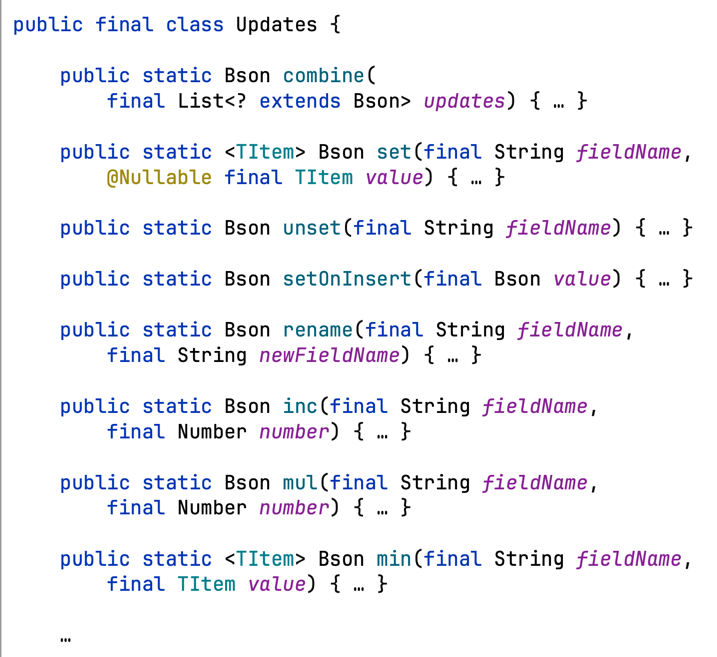 public final class Updates {
public static Bson combine(
final List<? extends Bson> updates) { … }
public static <TItem> Bson set(final String fieldName,
@Nullable final TItem value) { … }
public static Bson unset(final String fieldName) { … }
public static Bson setOnInsert(final Bson value) { … }
public static Bson rename(final String fieldName,
final String newFieldName) { … }
public static Bson inc(final String fieldName,
final Number number) { … }
public static Bson mul(final String fieldName,
final Number number) { … }
public static <TItem> Bson min(final String fieldName,
final TItem value) { … }
…